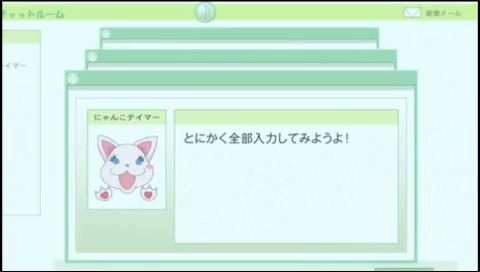 チャットルーム
新着メール
テイマー
にゃんこテイマー
とにかく全部入力してみようよ!